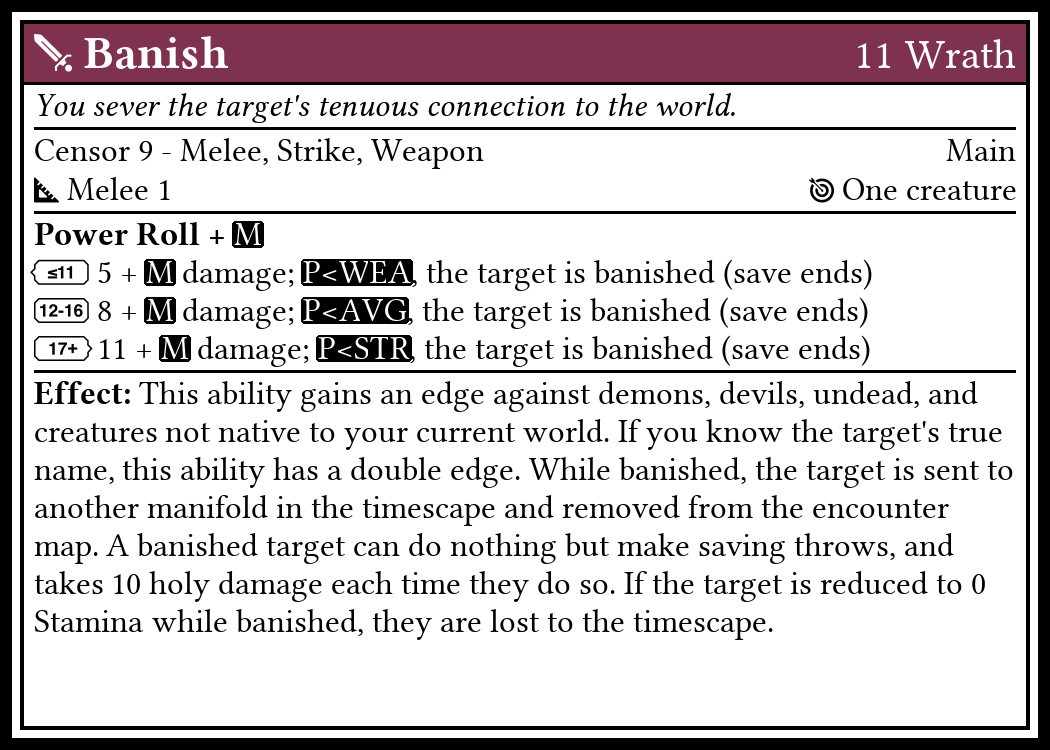 Banish 11 Wrath
You sever the target's tenuous connection to the world.
Censor 9 - Melee, Strike, Weapon Main
Melee 1 One creature
Power Roll + M
≤11 5 + M damage; P<WEA, the target is banished (save ends)
12-16 8 + M damage; P<AVG, the target is banished (save ends)
17+ 11 + M damage; P<STR, the target is banished (save ends)
Effect: This ability gains an edge against demons, devils, undead, and
creatures not native to your current world. If you know the target's true
name, this ability has a double edge. While banished, the target is sent to
another manifold in the timescape and removed from the encounter
map. A banished target can do nothing but make saving throws, and
takes 10 holy damage each time they do so. If the target is reduced to 0
Stamina while banished, they are lost to the timescape.